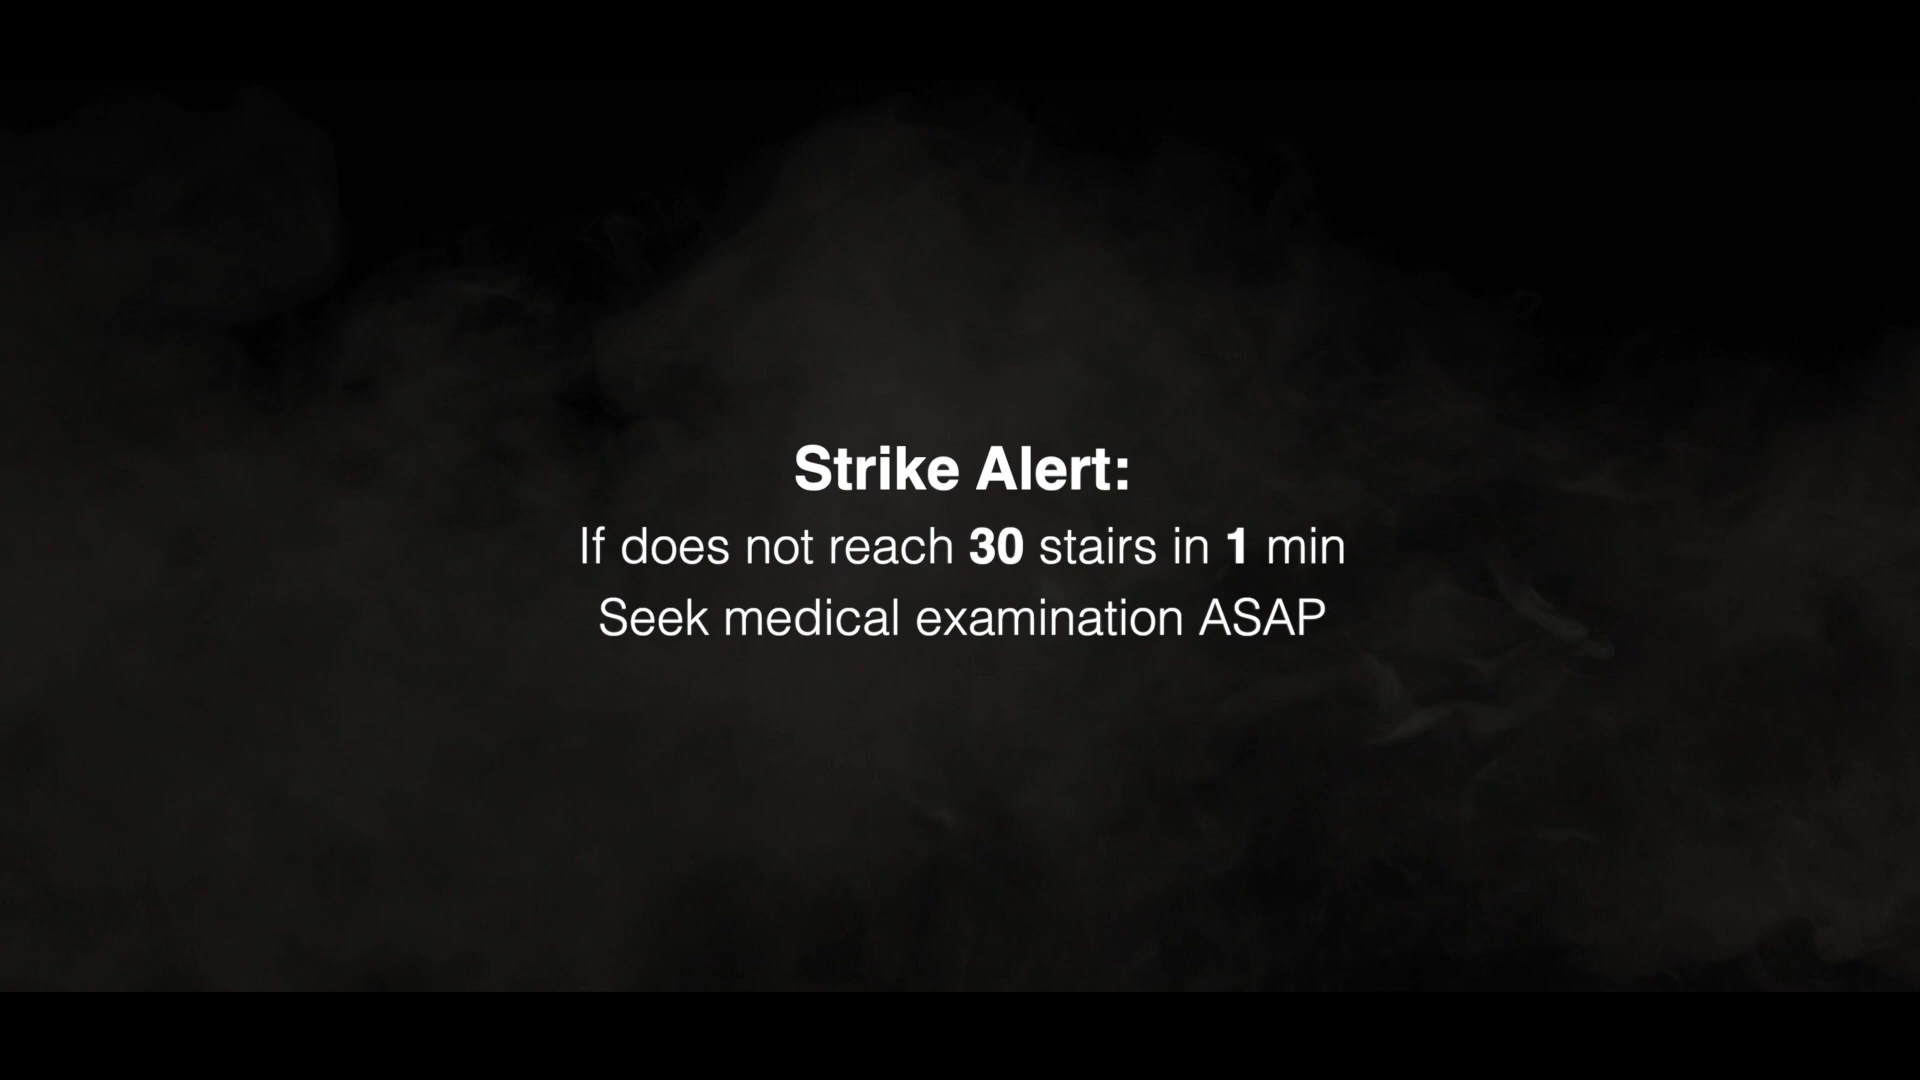 Strike Alert:
If does not reach 30 stairs in 1 min
Seek medical examination ASAP